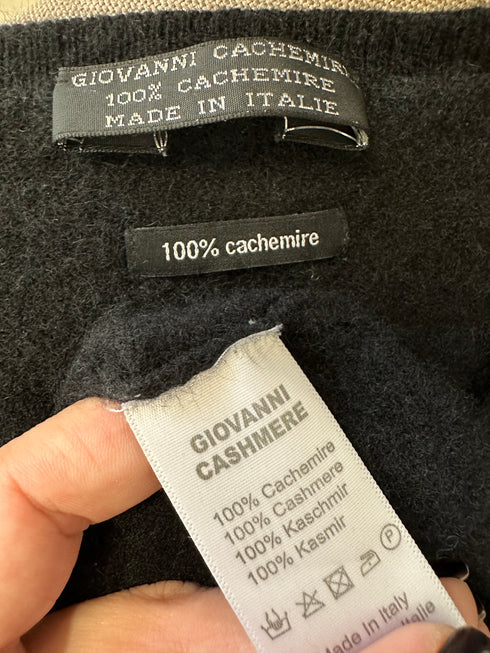 GIOVANNI CACHEMIRE
100% CACHEMIRE
MADE IN ITALIE
100% cachemire
GIOVANNI
CASHMERE
100% Cachemire
100% Cashmere
100% Kaschmir
100% Kasmir
P
Made In Italy
Italie